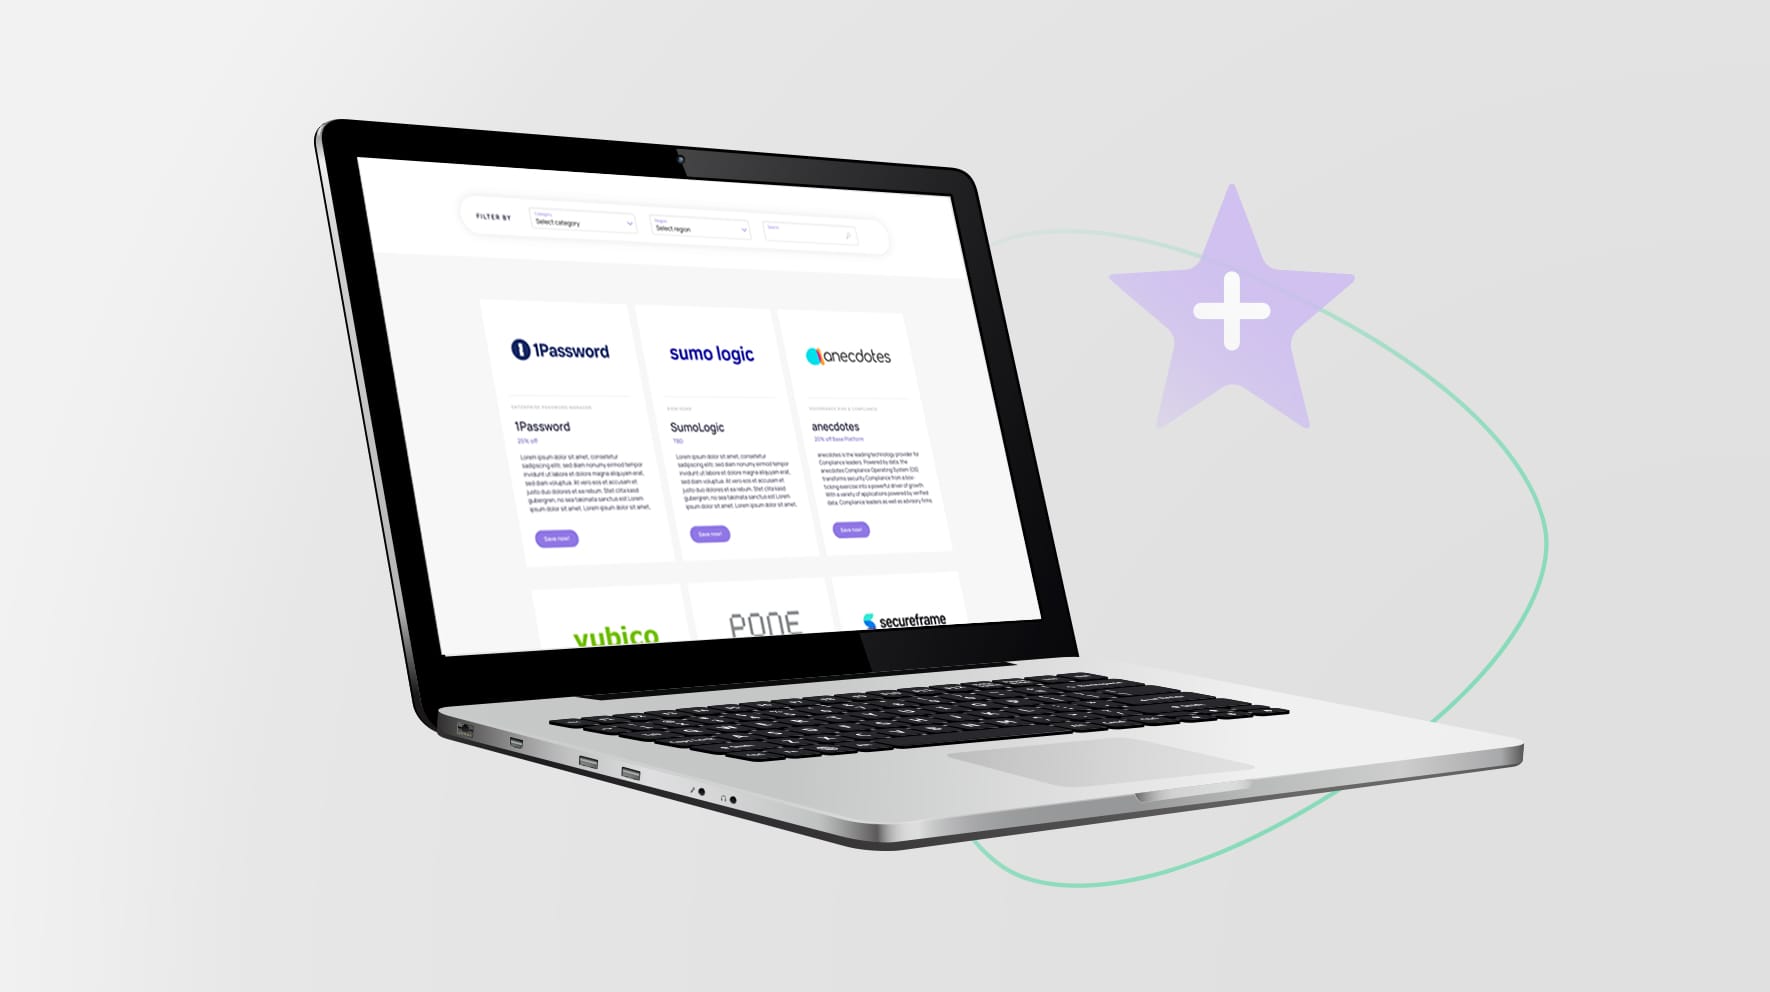 FILTER BY
Category
Select category
Region
Select region
Search
1Password
sumo logic
anecdotes
ENTERPRISE PASSWORD MANAGER
1Password
25% off
Lorem ipsum dolor sit amet, consetetur
sadipscing elitr, sed diam nonumy eirmod tempor
invidunt ut labore et dolore magna aliquyam erat,
sed diam voluptua. At vero eos et accusam et
justo duo dolores et ea rebum. Stet clita kasd
gubergren, no sea takimata sanctus est Lorem
ipsum dolor sit amet. Lorem ipsum dolor sit amet,
Save now!
SumoLogic
TBD
Lorem ipsum dolor sit amet, consetetur
sadipscing elitr, sed diam nonumy eirmod tempor
invidunt ut labore et dolore magna aliquyam erat,
sed diam voluptua. At vero eos et accusam et
justo duo dolores et ea rebum. Stet clita kasd
gubergren, no sea takimata sanctus est Lorem
ipsum dolor sit amet. Lorem ipsum dolor sit amet,
Save now!
GOVERNANCE RISK & COMPLIANCE
anecdotes
20% off Base Platform
anecdotes is the leading technology provider for
Compliance leaders. Powered by data, the
anecdotes Compliance Operating System (OS)
transforms security Compliance from a box-
ticking exercise into a powerful driver of growth.
With a variety of applications powered by verified
data, Compliance leaders as well as advisory firms,
Save now!
yubico
PONE
secureframe